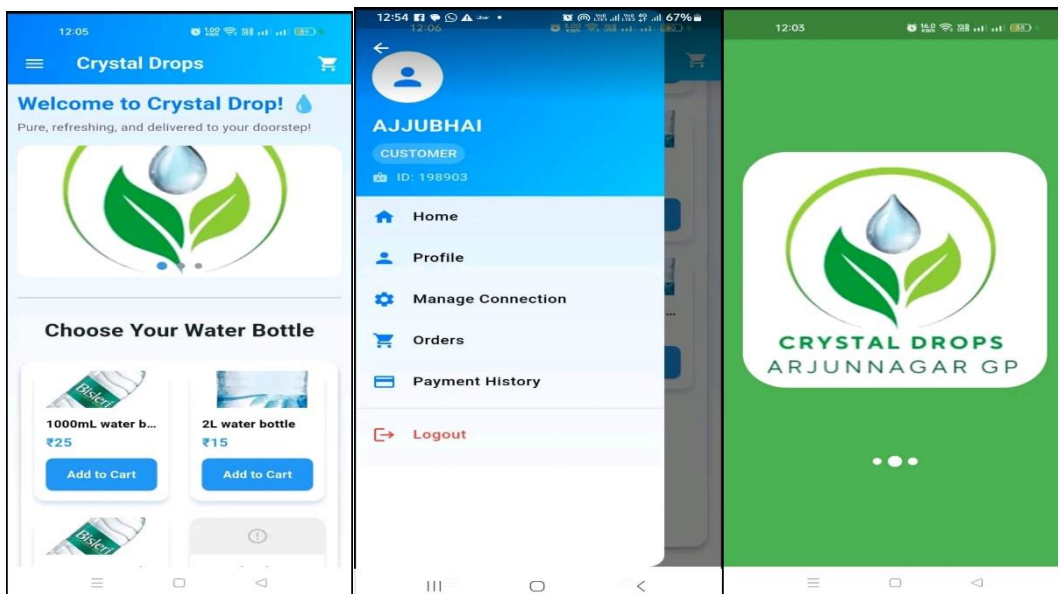 12:05
Crystal Drops
Welcome to Crystal Drop!
Pure, refreshing, and delivered to your doorstep!
Choose Your Water Bottle
Bisleri
1000mL water b...
2L water bottle
₹25
₹15
Add to Cart
Add to Cart
Bisleri
12:54
67%
12:06
AJJUBHAI
CUSTOMER
ID: 198903
Home
Profile
Manage Connection
Orders
Payment History
Logout
12:03
CRYSTAL DROPS
ARJUNNAGAR GP